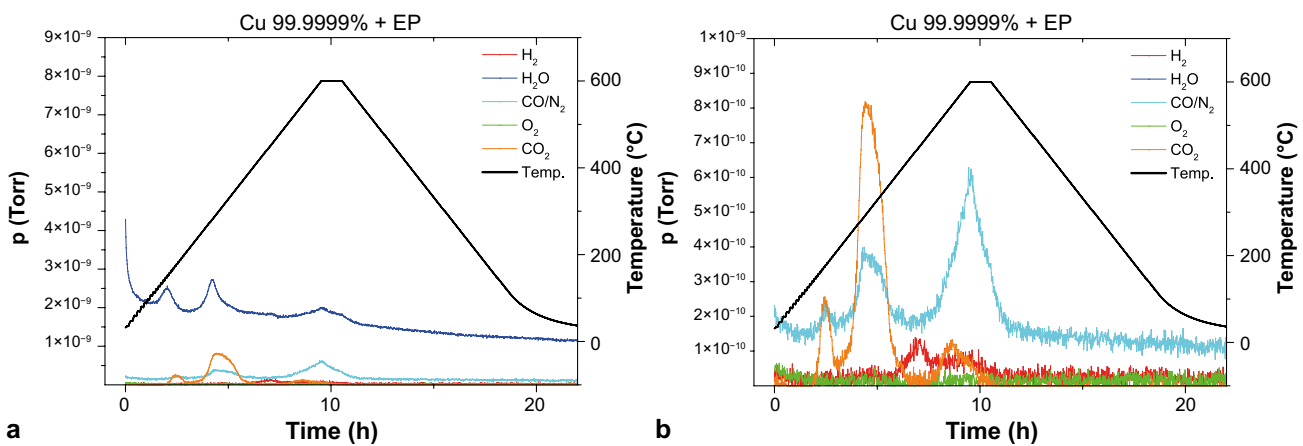 Cu 99.9999% + EP
9×10⁻⁹
8×10⁻⁹
7×10⁻⁹
6×10⁻⁹
5×10⁻⁹
4×10⁻⁹
3×10⁻⁹
2×10⁻⁹
1×10⁻⁹
p (Torr)
H₂
H₂O
CO/N₂
O₂
CO₂
Temp.
600
400
200
0
Temperature (°C)
0 10 20
Time (h)
a
Cu 99.9999% + EP
1×10⁻⁹
9×10⁻¹⁰
8×10⁻¹⁰
7×10⁻¹⁰
6×10⁻¹⁰
5×10⁻¹⁰
4×10⁻¹⁰
3×10⁻¹⁰
2×10⁻¹⁰
1×10⁻¹⁰
p (Torr)
H₂
H₂O
CO/N₂
O₂
CO₂
Temp.
600
400
200
0
Temperature (°C)
0 10 20
Time (h)
b